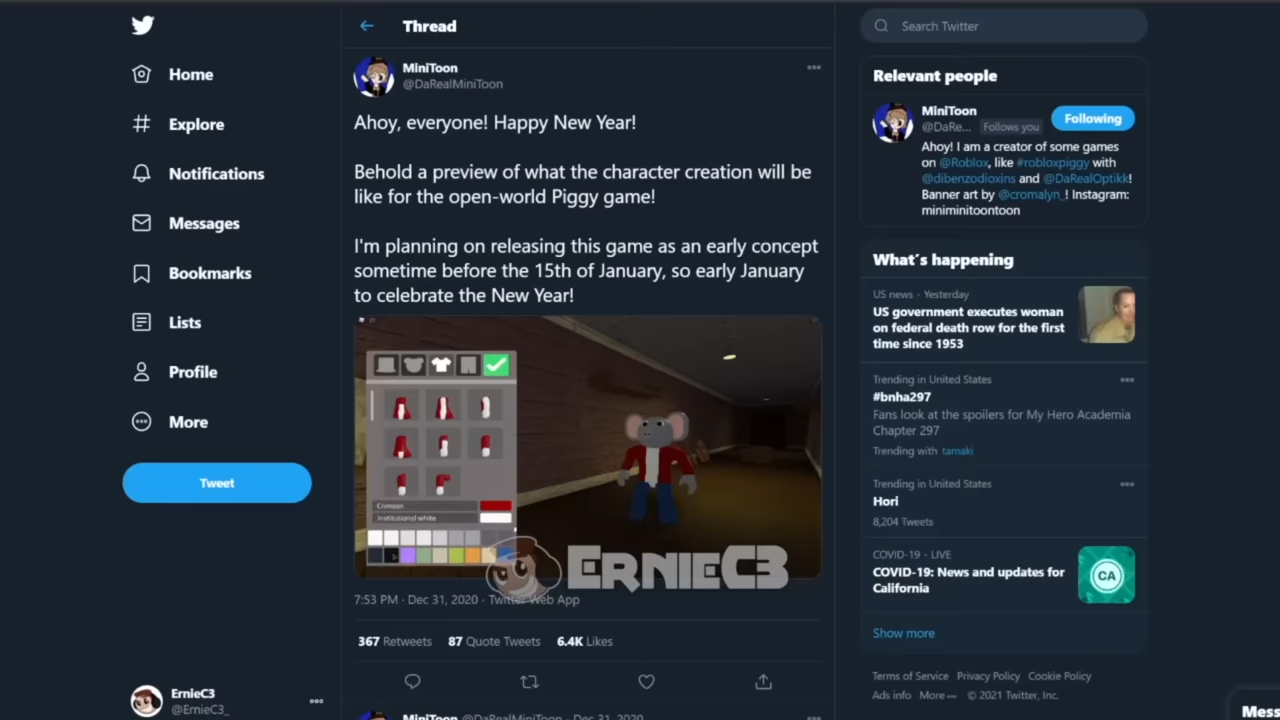 Home
Explore
Notifications
Messages
Bookmarks
Lists
Profile
More
Tweet
ErnieC3
@ErnieC3_
Thread
MiniToon
@DaRealMiniToon
Ahoy, everyone! Happy New Year!
Behold a preview of what the character creation will be
like for the open-world Piggy game!
I'm planning on releasing this game as an early concept
sometime before the 15th of January, so early January
to celebrate the New Year!
Crimson
Institutional white
ERNIEC3
7:53 PM · Dec 31, 2020 · Twitter Web App
367 Retweets 87 Quote Tweets 6.4K Likes
MiniToon @DaRealMiniToon · Dec 31, 2020
Search Twitter
Relevant people
MiniToon
@DaRe... Follows you
Following
Ahoy! I am a creator of some games
on @Roblox, like #robloxpiggy with
@dibenzodioxins and @DaRealOptikk!
Banner art by @cromalyn_! Instagram:
miniminitoontoon
What's happening
US news · Yesterday
US government executes woman
on federal death row for the first
time since 1953
Trending in United States
#bnha297
Fans look at the spoilers for My Hero Academia
Chapter 297
Trending with tamaki
Trending in United States
Hori
8,204 Tweets
COVID-19 · LIVE
COVID-19: News and updates for
California
CA
Show more
Terms of Service Privacy Policy Cookie Policy
Ads info More © 2021 Twitter, Inc.
Mess